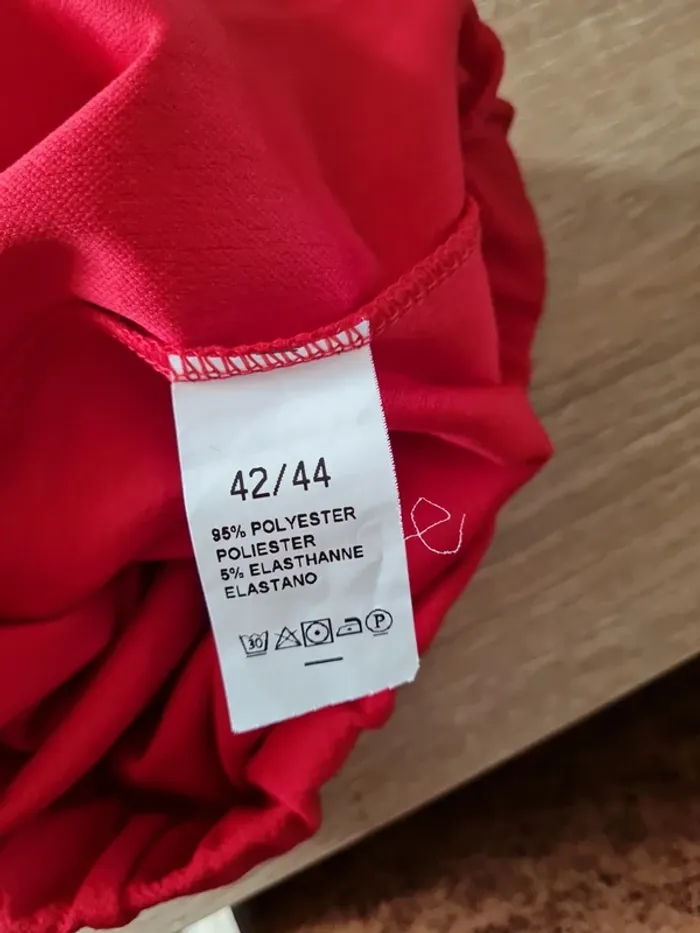 42/44
95% POLYESTER
POLIESTER
5% ELASTHANNE
ELASTANO
30 P